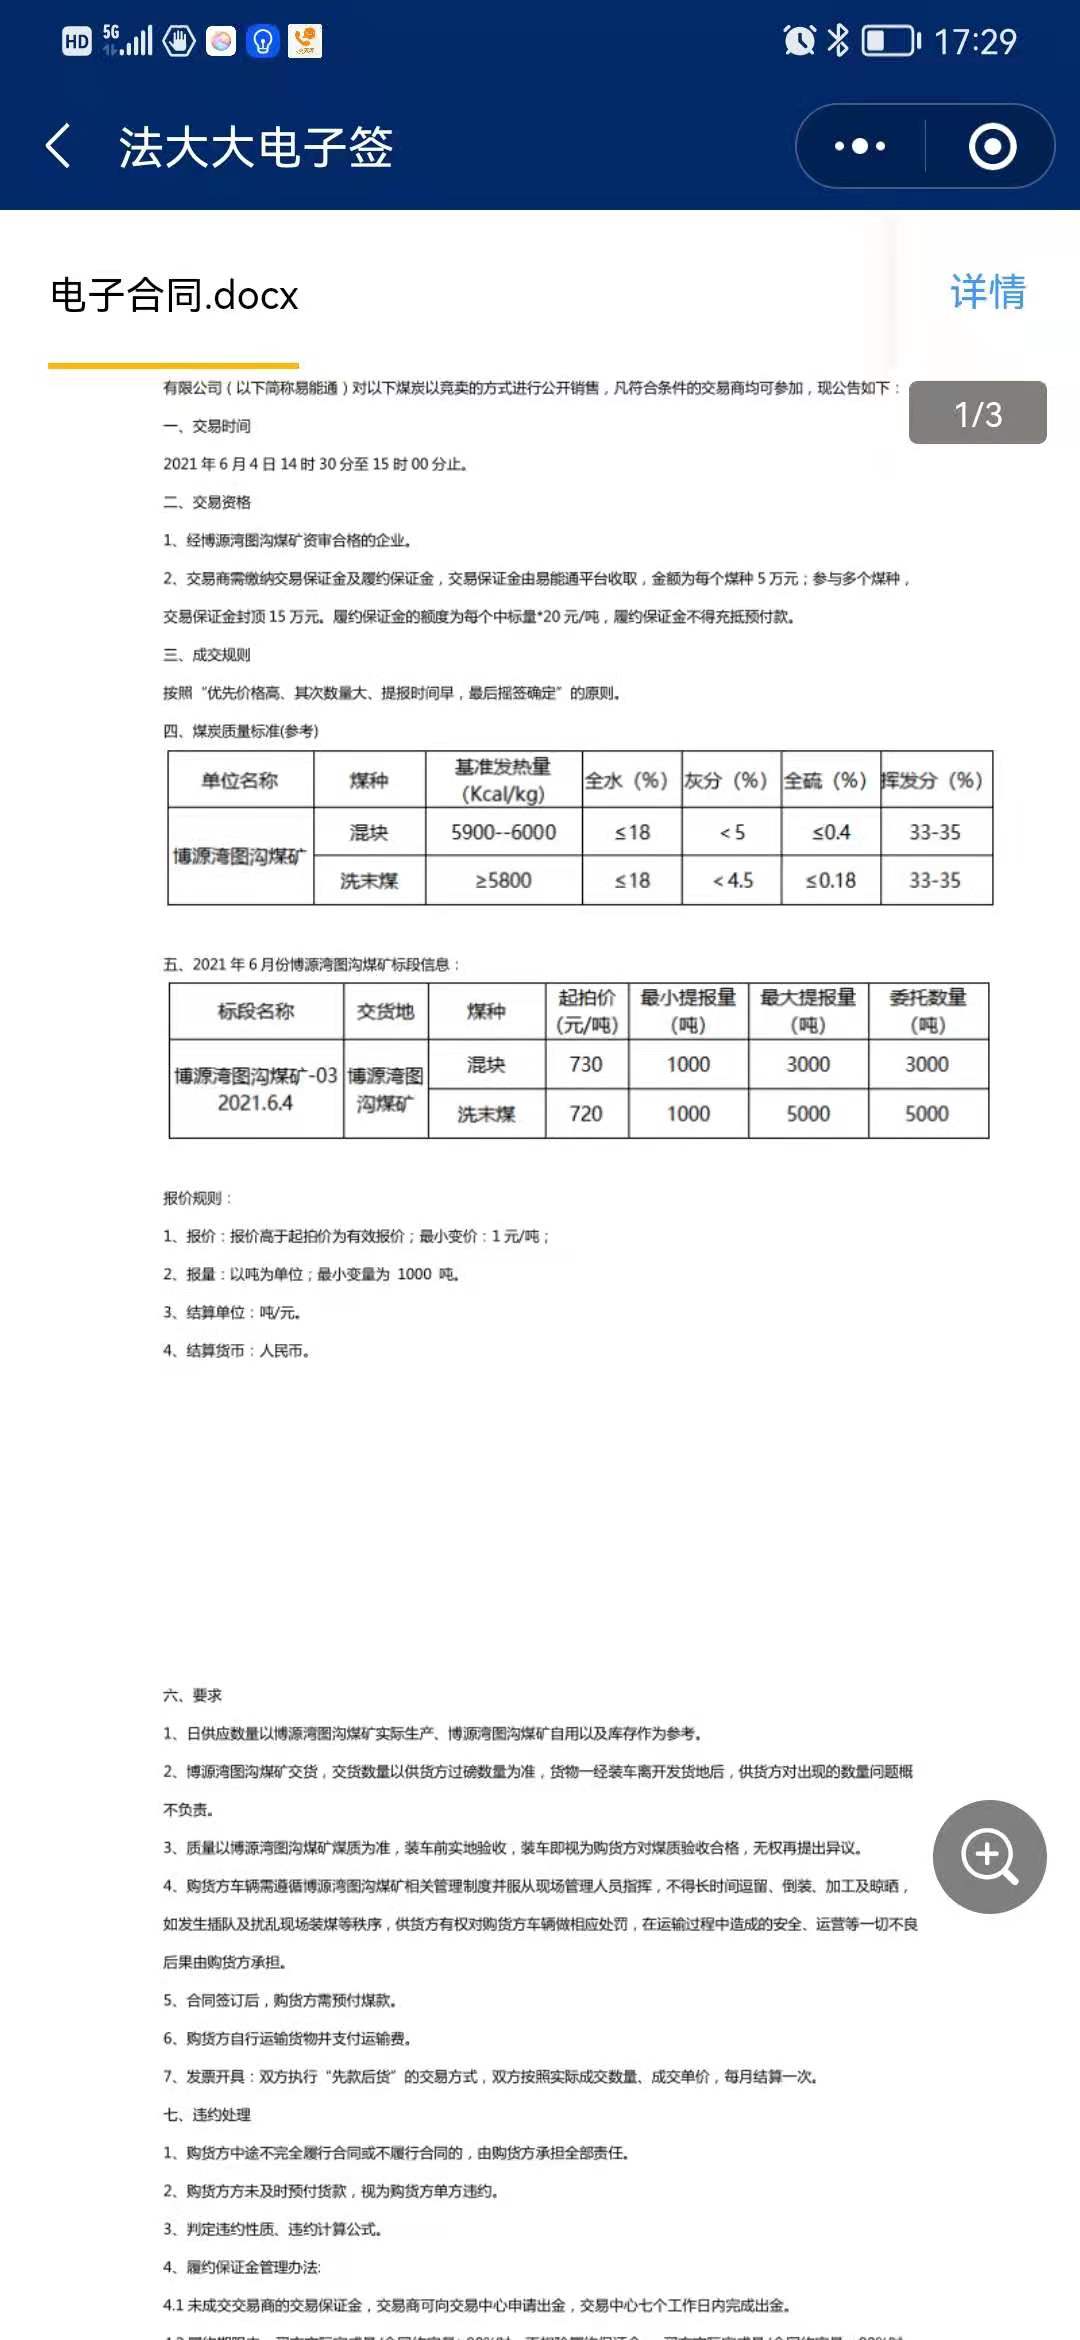 HD 5G 17:29
法大大电子签
电子合同.docx 详情
1/3
有限公司（以下简称易能通）对以下煤炭以竞卖的方式进行公开销售，凡符合条件的交易商均可参加，现公告如下：
一、交易时间
2021 年 6 月 4 日 14 时 30 分至 15 时 00 分止。
二、交易资格
1、经博源湾图沟煤矿资审合格的企业。
2、交易商需缴纳交易保证金及履约保证金，交易保证金由易能通平台收取，金额为每个煤种 5 万元；参与多个煤种，
交易保证金封顶 15 万元。履约保证金的额度为每个中标量*20 元/吨，履约保证金不得充抵预付款。
三、成交规则
按照“优先价格高、其次数量大、提报时间早，最后摇签确定”的原则。
四、煤炭质量标准(参考)
单位名称 煤种 基准发热量 (Kcal/kg) 全水（%） 灰分（%） 全硫（%） 挥发分（%）
博源湾图沟煤矿 混块 5900--6000 ≤18 ＜5 ≤0.4 33-35
洗末煤 ≥5800 ≤18 ＜4.5 ≤0.18 33-35
五、2021 年 6 月份博源湾图沟煤矿标段信息：
标段名称 交货地 煤种 起拍价 (元/吨) 最小提报量 (吨) 最大提报量 (吨) 委托数量 (吨)
博源湾图沟煤矿-03 2021.6.4 博源湾图沟煤矿 混块 730 1000 3000 3000
洗末煤 720 1000 5000 5000
报价规则：
1、报价：报价高于起拍价为有效报价；最小变价：1 元/吨；
2、报量：以吨为单位；最小变量为 1000 吨。
3、结算单位：吨/元。
4、结算货币：人民币。
六、要求
1、日供应数量以博源湾图沟煤矿实际生产、博源湾图沟煤矿自用以及库存作为参考。
2、博源湾图沟煤矿交货，交货数量以供货方过磅数量为准，货物一经装车离开发货地后，供货方对出现的数量问题概
不负责。
3、质量以博源湾图沟煤矿煤质为准，装车前实地验收，装车即视为购货方对煤质验收合格，无权再提出异议。
4、购货方车辆需遵循博源湾图沟煤矿相关管理制度并服从现场管理人员指挥，不得长时间逗留、倒装、加工及晾晒，
如发生插队及扰乱现场装煤等秩序，供货方有权对购货方车辆做相应处罚，在运输过程中造成的安全、运营等一切不良
后果由购货方承担。
5、合同签订后，购货方需预付煤款。
6、购货方自行运输货物并支付运输费。
7、发票开具：双方执行“先款后货”的交易方式，双方按照实际成交数量、成交单价，每月结算一次。
七、违约处理
1、购货方中途不完全履行合同或不履行合同的，由购货方承担全部责任。
2、购货方方未及时预付货款，视为购货方单方违约。
3、判定违约性质、违约计算公式。
4、履约保证金管理办法:
4.1 未成交交易商的交易保证金，交易商可向交易中心申请出金，交易中心七个工作日内完成出金。